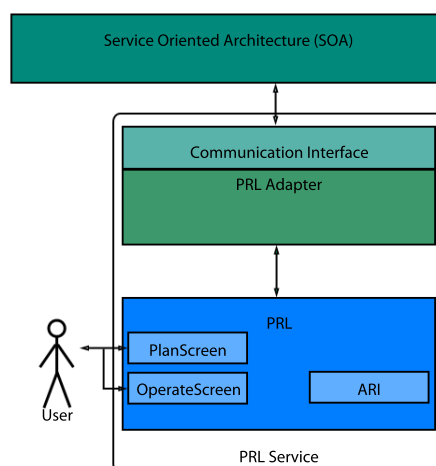 Service Oriented Architecture (SOA)
Communication Interface
PRL Adapter
PRL
PlanScreen
OperateScreen
ARI
User
PRL Service